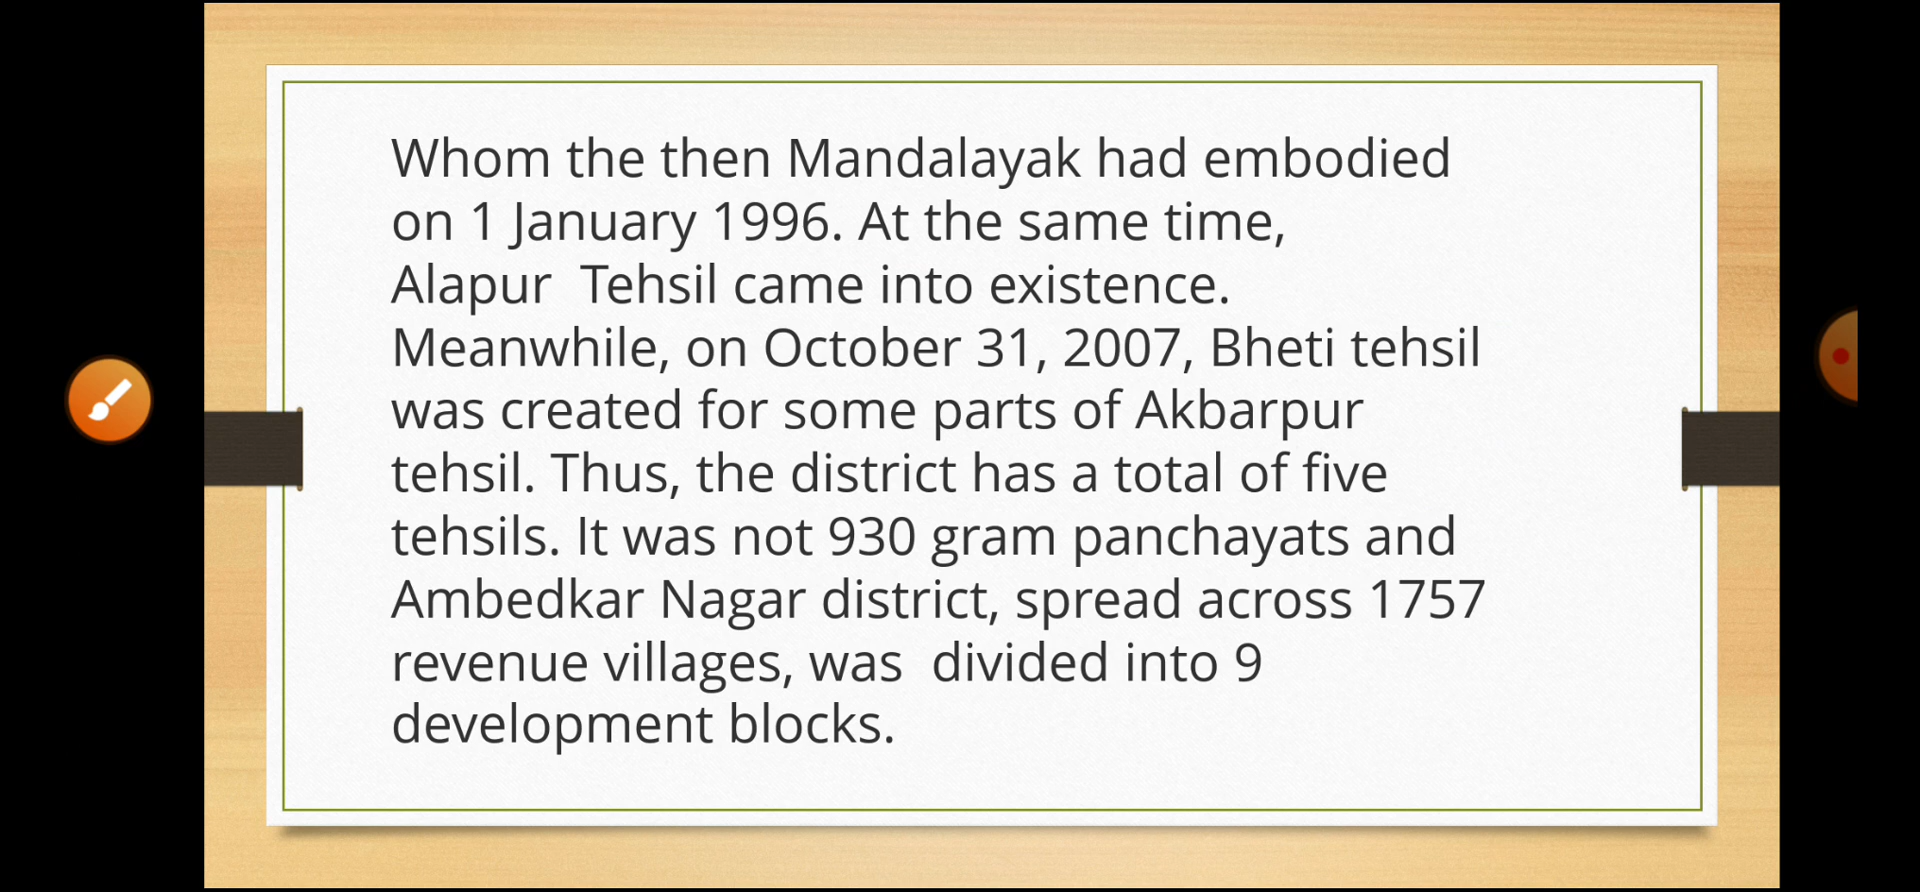 Whom the then Mandalayak had embodied
on 1 January 1996. At the same time,
Alapur  Tehsil came into existence.
Meanwhile, on October 31, 2007, Bheti tehsil
was created for some parts of Akbarpur
tehsil. Thus, the district has a total of five
tehsils. It was not 930 gram panchayats and
Ambedkar Nagar district, spread across 1757
revenue villages, was  divided into 9
development blocks.